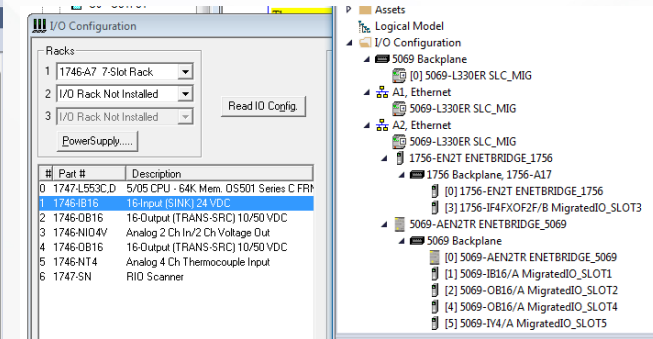 I/O Configuration
Racks
1 1746-A7 7-Slot Rack
2 I/O Rack Not Installed
3 I/O Rack Not Installed
Read IO Config.
PowerSupply.....
# Part # Description
0 1747-L553C,D 5/05 CPU - 64K Mem. OS501 Series C FRN
1 1746-IB16 16-Input (SINK) 24 VDC
2 1746-OB16 16-Output (TRANS-SRC) 10/50 VDC
3 1746-NIO4V Analog 2 Ch In/2 Ch Voltage Out
4 1746-OB16 16-Output (TRANS-SRC) 10/50 VDC
5 1746-NT4 Analog 4 Ch Thermocouple Input
6 1747-SN RIO Scanner
Assets
Logical Model
I/O Configuration
5069 Backplane
[0] 5069-L330ER SLC_MIG
A1, Ethernet
5069-L330ER SLC_MIG
A2, Ethernet
5069-L330ER SLC_MIG
1756-EN2T ENETBRIDGE_1756
1756 Backplane, 1756-A17
[0] 1756-EN2T ENETBRIDGE_1756
[3] 1756-IF4FXOF2F/B MigratedIO_SLOT3
5069-AEN2TR ENETBRIDGE_5069
5069 Backplane
[0] 5069-AEN2TR ENETBRIDGE_5069
[1] 5069-IB16/A MigratedIO_SLOT1
[2] 5069-OB16/A MigratedIO_SLOT2
[4] 5069-OB16/A MigratedIO_SLOT4
[5] 5069-IY4/A MigratedIO_SLOT5